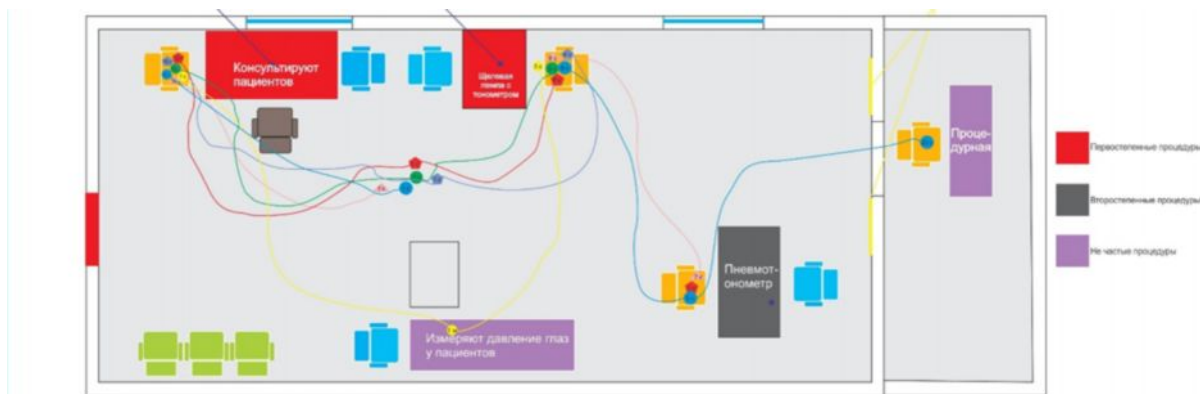 Консультируют
пациентов
Щелевая
лампа с
тонометром
Проце-
дурная
Первостепенные процедуры
Второстепенные процедуры
Не частые процедуры
Пневмот-
онометр
Измеряют давление глаз
у пациентов